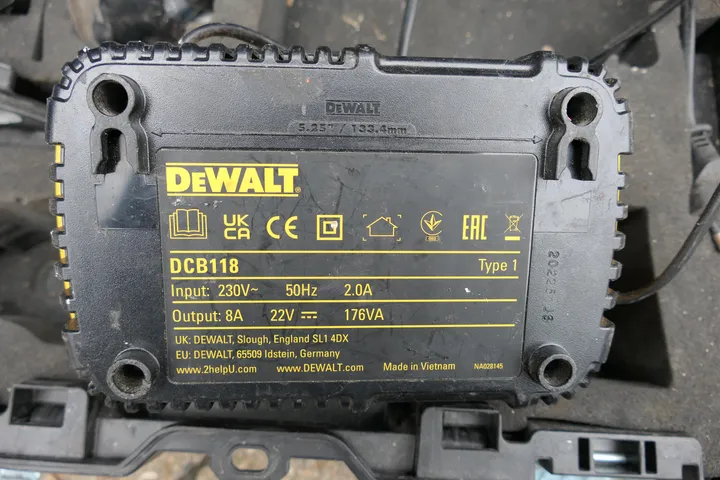 DEWALT
5.25" / 133.4mm
DEWALT®
UK CA CE EAC
DCB118 Type 1
Input: 230V~ 50Hz 2.0A
Output: 8A 22V ⎓ 176VA
UK: DEWALT, Slough, England SL1 4DX
EU: DEWALT, 65509 Idstein, Germany
www.2helpU.com www.DEWALT.com Made in Vietnam NA028145